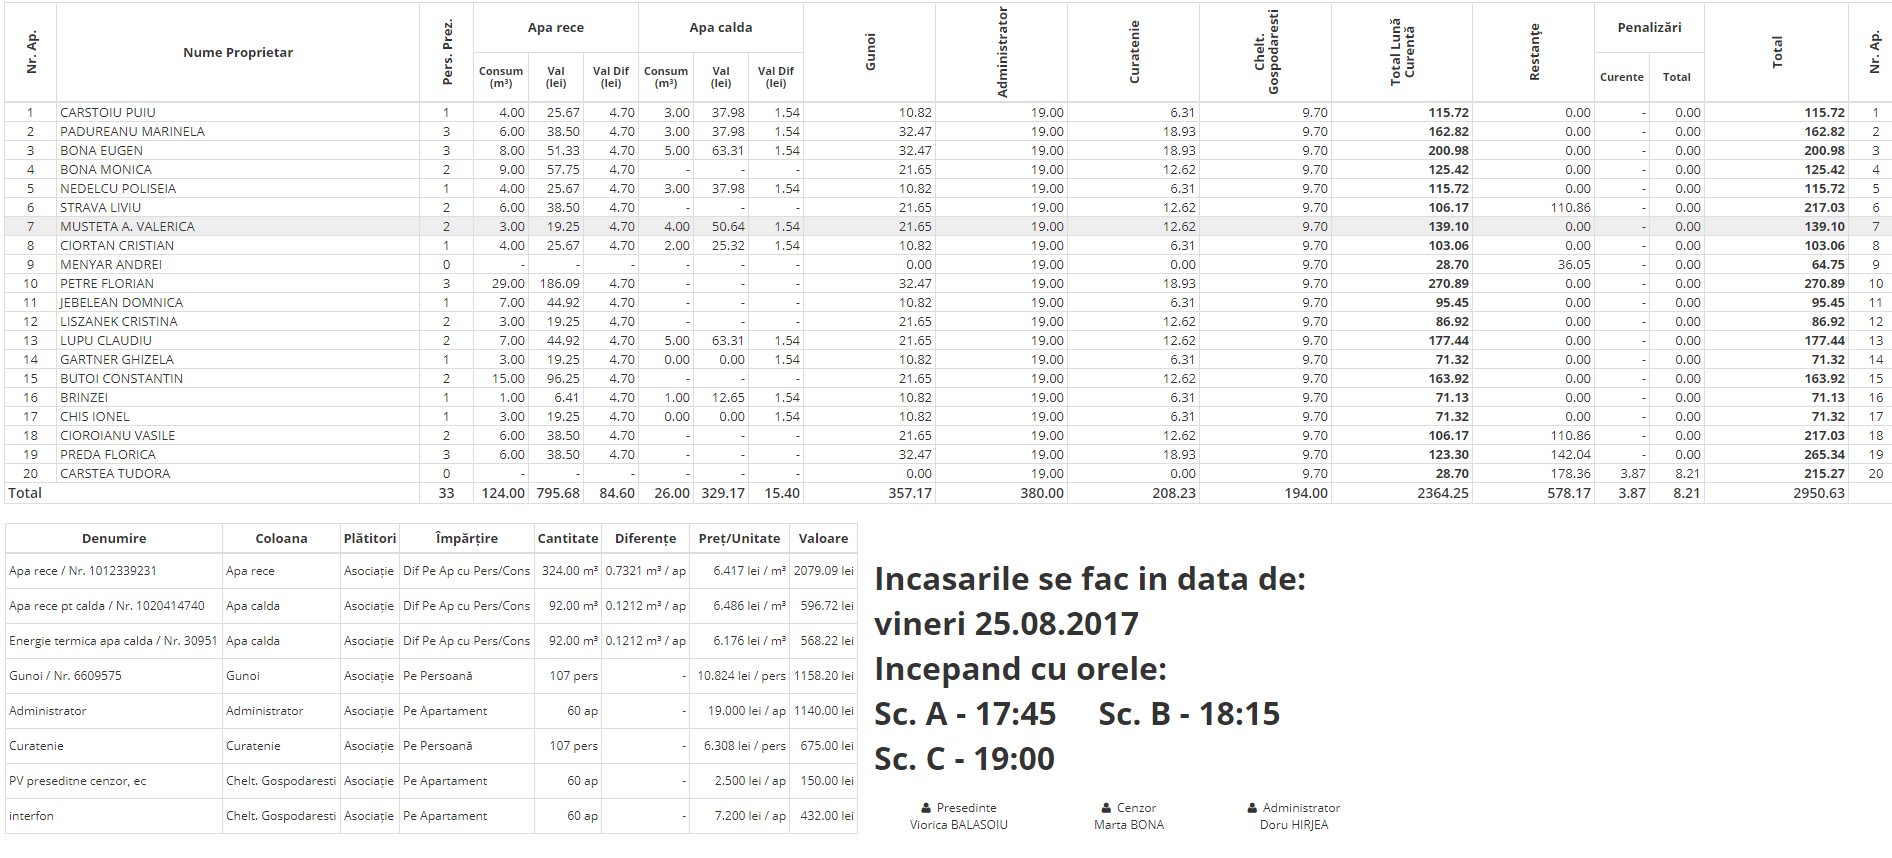 Nr. Ap. Nume Proprietar Pers. Prez. Apa rece Apa calda Gunoi Administrator Curatenie Chelt. Gospodaresti Total Lună Curentă Restanțe Penalizări Total Nr. Ap.
Consum (m³) Val (lei) Val Dif (lei) Consum (m³) Val (lei) Val Dif (lei) Curente Total
1 CARSTOIU PUIU 1 4.00 25.67 4.70 3.00 37.98 1.54 10.82 19.00 6.31 9.70 115.72 0.00 - 0.00 115.72 1
2 PADUREANU MARINELA 3 6.00 38.50 4.70 3.00 37.98 1.54 32.47 19.00 18.93 9.70 162.82 0.00 - 0.00 162.82 2
3 BONA EUGEN 3 8.00 51.33 4.70 5.00 63.31 1.54 32.47 19.00 18.93 9.70 200.98 0.00 - 0.00 200.98 3
4 BONA MONICA 2 9.00 57.75 4.70 - - - 21.65 19.00 12.62 9.70 125.42 0.00 - 0.00 125.42 4
5 NEDELCU POLISEIA 1 4.00 25.67 4.70 3.00 37.98 1.54 10.82 19.00 6.31 9.70 115.72 0.00 - 0.00 115.72 5
6 STRAVA LIVIU 2 6.00 38.50 4.70 - - - 21.65 19.00 12.62 9.70 106.17 110.86 - 0.00 217.03 6
7 MUSTETA A. VALERICA 2 3.00 19.25 4.70 4.00 50.64 1.54 21.65 19.00 12.62 9.70 139.10 0.00 - 0.00 139.10 7
8 CIORTAN CRISTIAN 1 4.00 25.67 4.70 2.00 25.32 1.54 10.82 19.00 6.31 9.70 103.06 0.00 - 0.00 103.06 8
9 MENYAR ANDREI 0 - - - - - - 0.00 19.00 0.00 9.70 28.70 36.05 - 0.00 64.75 9
10 PETRE FLORIAN 3 29.00 186.09 4.70 - - - 32.47 19.00 18.93 9.70 270.89 0.00 - 0.00 270.89 10
11 JEBELEAN DOMNICA 1 7.00 44.92 4.70 - - - 10.82 19.00 6.31 9.70 95.45 0.00 - 0.00 95.45 11
12 LISZANEK CRISTINA 2 3.00 19.25 4.70 - - - 21.65 19.00 12.62 9.70 86.92 0.00 - 0.00 86.92 12
13 LUPU CLAUDIU 2 7.00 44.92 4.70 5.00 63.31 1.54 21.65 19.00 12.62 9.70 177.44 0.00 - 0.00 177.44 13
14 GARTNER GHIZELA 1 3.00 19.25 4.70 0.00 0.00 1.54 10.82 19.00 6.31 9.70 71.32 0.00 - 0.00 71.32 14
15 BUTOI CONSTANTIN 2 15.00 96.25 4.70 - - - 21.65 19.00 12.62 9.70 163.92 0.00 - 0.00 163.92 15
16 BRINZEI 1 1.00 6.41 4.70 1.00 12.65 1.54 10.82 19.00 6.31 9.70 71.13 0.00 - 0.00 71.13 16
17 CHIS IONEL 1 3.00 19.25 4.70 0.00 0.00 1.54 10.82 19.00 6.31 9.70 71.32 0.00 - 0.00 71.32 17
18 CIOROIANU VASILE 2 6.00 38.50 4.70 - - - 21.65 19.00 12.62 9.70 106.17 110.86 - 0.00 217.03 18
19 PREDA FLORICA 3 6.00 38.50 4.70 - - - 32.47 19.00 18.93 9.70 123.30 142.04 - 0.00 265.34 19
20 CARSTEA TUDORA 0 - - - - - - 0.00 19.00 0.00 9.70 28.70 178.36 3.87 8.21 215.27 20
Total 33 124.00 795.68 84.60 26.00 329.17 15.40 357.17 380.00 208.23 194.00 2364.25 578.17 3.87 8.21 2950.63
Denumire Coloana Plătitori Împărțire Cantitate Diferențe Preț/Unitate Valoare
Apa rece / Nr. 1012339231 Apa rece Asociație Dif Pe Ap cu Pers/Cons 324.00 m³ 0.7321 m³ / ap 6.417 lei / m³ 2079.09 lei
Apa rece pt calda / Nr. 1020414740 Apa calda Asociație Dif Pe Ap cu Pers/Cons 92.00 m³ 0.1212 m³ / ap 6.486 lei / m³ 596.72 lei
Energie termica apa calda / Nr. 30951 Apa calda Asociație Dif Pe Ap cu Pers/Cons 92.00 m³ 0.1212 m³ / ap 6.176 lei / m³ 568.22 lei
Gunoi / Nr. 6609575 Gunoi Asociație Pe Persoană 107 pers - 10.824 lei / pers 1158.20 lei
Administrator Administrator Asociație Pe Apartament 60 ap - 19.000 lei / ap 1140.00 lei
Curatenie Curatenie Asociație Pe Persoană 107 pers - 6.308 lei / pers 675.00 lei
PV preseditne cenzor, ec Chelt. Gospodaresti Asociație Pe Apartament 60 ap - 2.500 lei / ap 150.00 lei
interfon Chelt. Gospodaresti Asociație Pe Apartament 60 ap - 7.200 lei / ap 432.00 lei
Incasarile se fac in data de:
vineri 25.08.2017
Incepand cu orele:
Sc. A - 17:45 Sc. B - 18:15
Sc. C - 19:00
Presedinte Cenzor Administrator
Viorica BALASOIU Marta BONA Doru HIRJEA